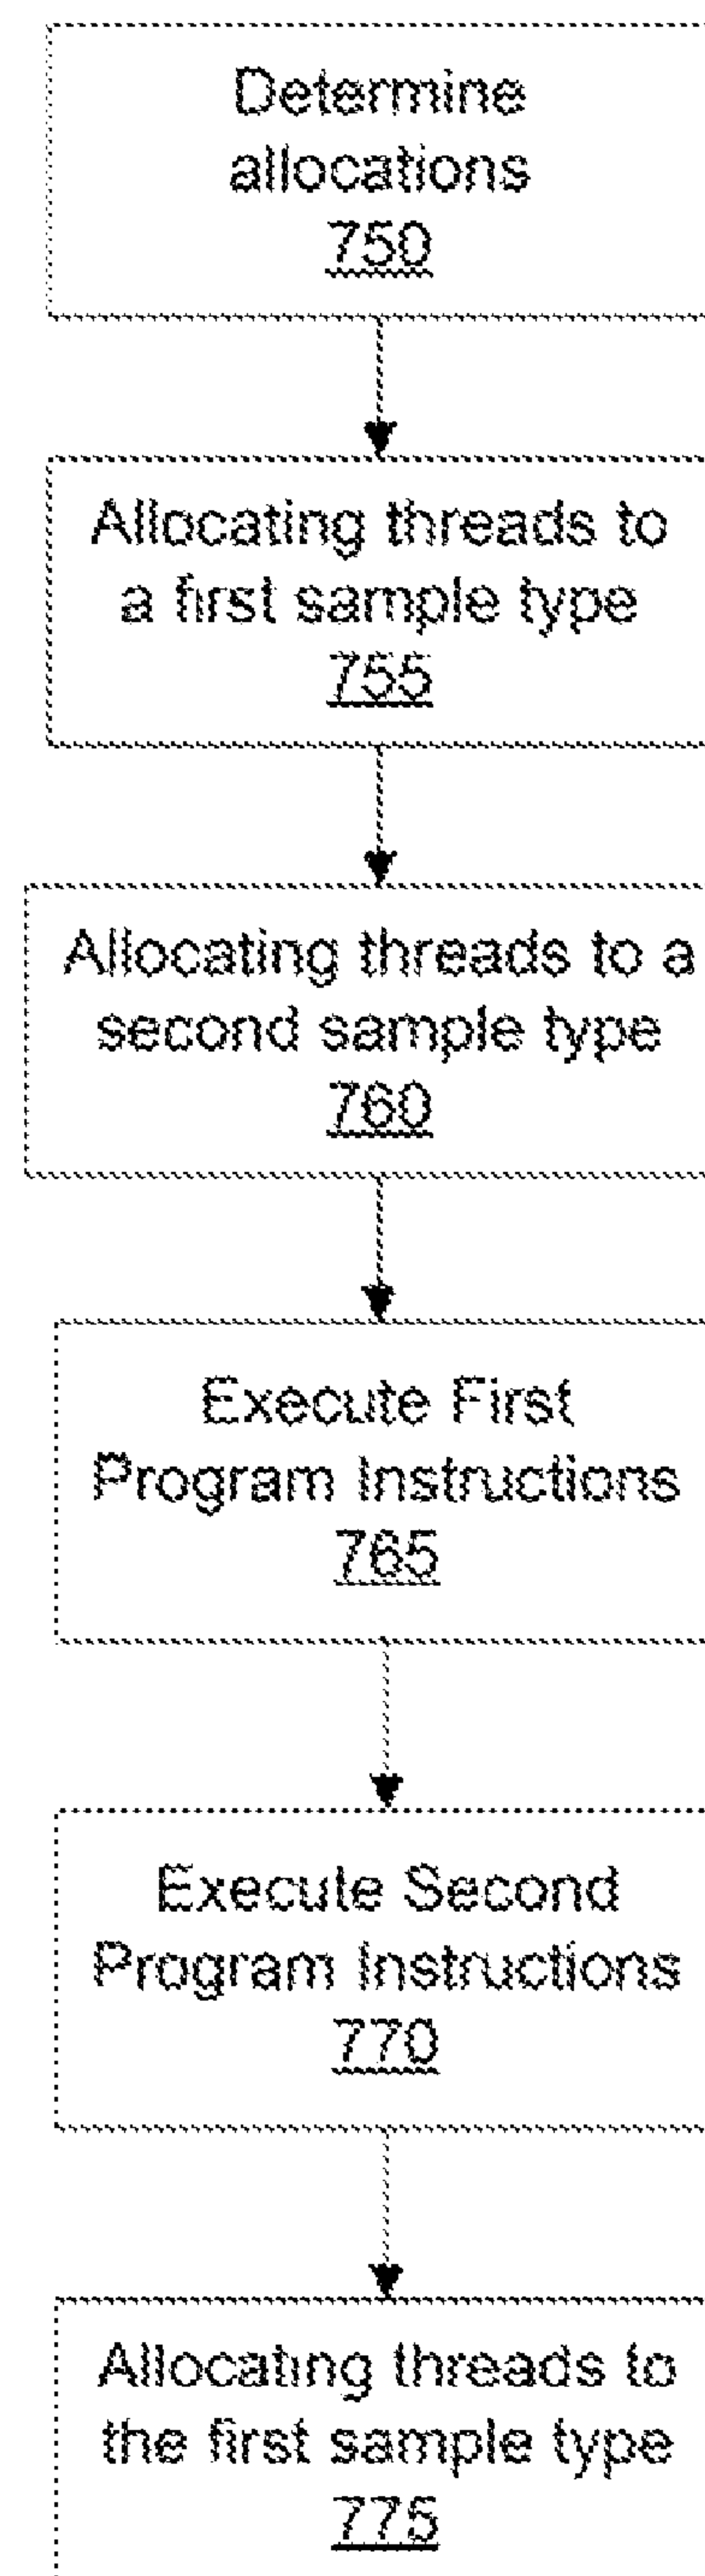 Determine
allocations
750
Allocating threads to
a first sample type
755
Allocating threads to a
second sample type
760
Execute First
Program Instructions
765
Execute Second
Program Instructions
770
Allocating threads to
the first sample type
775